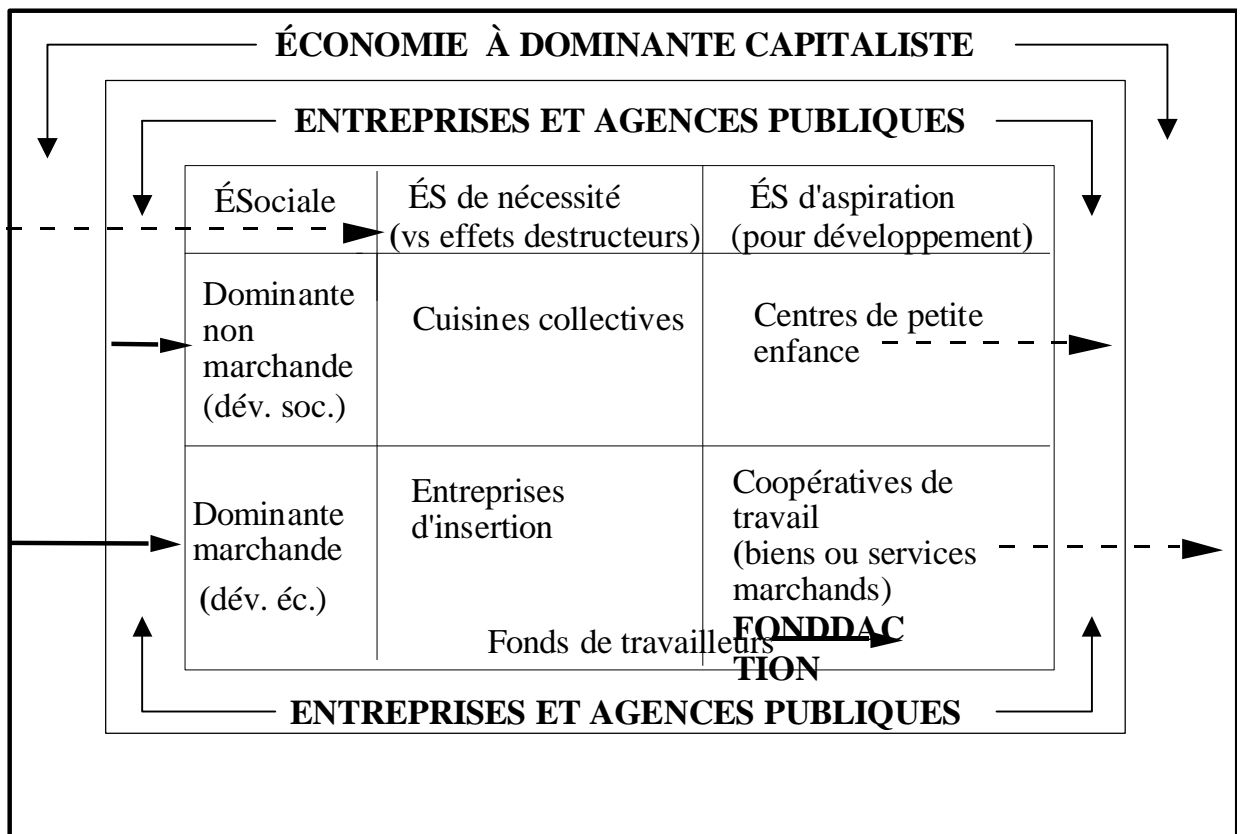 ÉCONOMIE À DOMINANTE CAPITALISTE
ENTREPRISES ET AGENCES PUBLIQUES
ÉSociale
ÉS de nécessité
(vs effets destructeurs)
ÉS d'aspiration
(pour développement)
Dominante
non
marchande
(dév. soc.)
Cuisines collectives
Centres de petite
enfance
Dominante
marchande
(dév. éc.)
Entreprises
d'insertion
Coopératives de
travail
(biens ou services
marchands)
Fonds de travailleurs
FONDDAC
TION
ENTREPRISES ET AGENCES PUBLIQUES